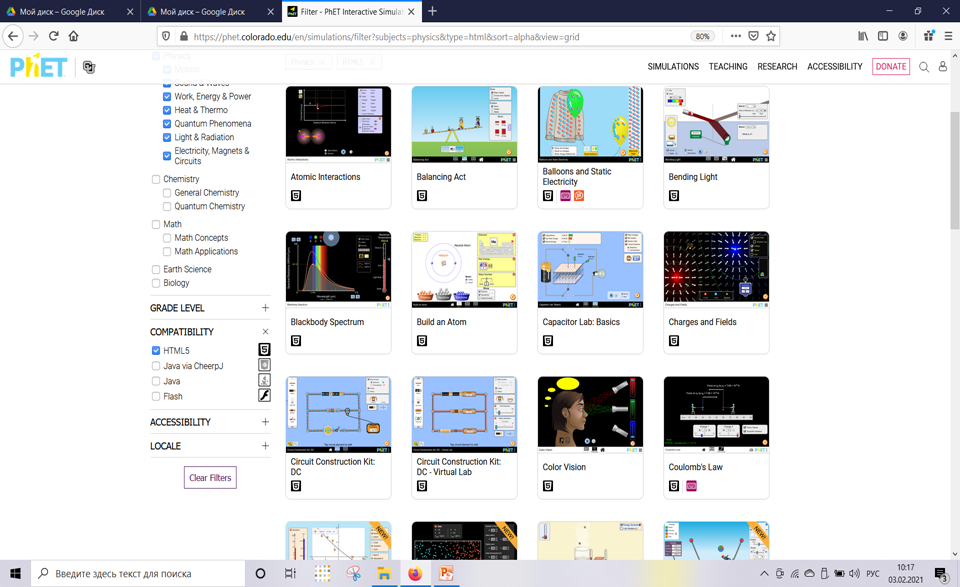 Мой диск – Google Диск
Мой диск – Google Диск
Filter - PhET Interactive Simulat
https://phet.colorado.edu/en/simulations/filter?subjects=physics&type=html&sort=alpha&view=grid
80%
PhET
SIMULATIONS
TEACHING
RESEARCH
ACCESSIBILITY
DONATE
Physics
Motion
Sound & Waves
Work, Energy & Power
Heat & Thermo
Quantum Phenomena
Light & Radiation
Electricity, Magnets &
Circuits
Chemistry
General Chemistry
Quantum Chemistry
Math
Math Concepts
Math Applications
Earth Science
Biology
GRADE LEVEL
COMPATIBILITY
HTML5
Java via CheerpJ
Java
Flash
ACCESSIBILITY
LOCALE
Clear Filters
Atomic Interactions
Balancing Act
Balloons and Static
Electricity
Bending Light
Blackbody Spectrum
Build an Atom
Capacitor Lab: Basics
Charges and Fields
Circuit Construction Kit:
DC
Circuit Construction Kit:
DC - Virtual Lab
Color Vision
Coulomb's Law
NEW!
NEW!
NEW!
Введите здесь текст для поиска
РУС
10:17
03.02.2021
3